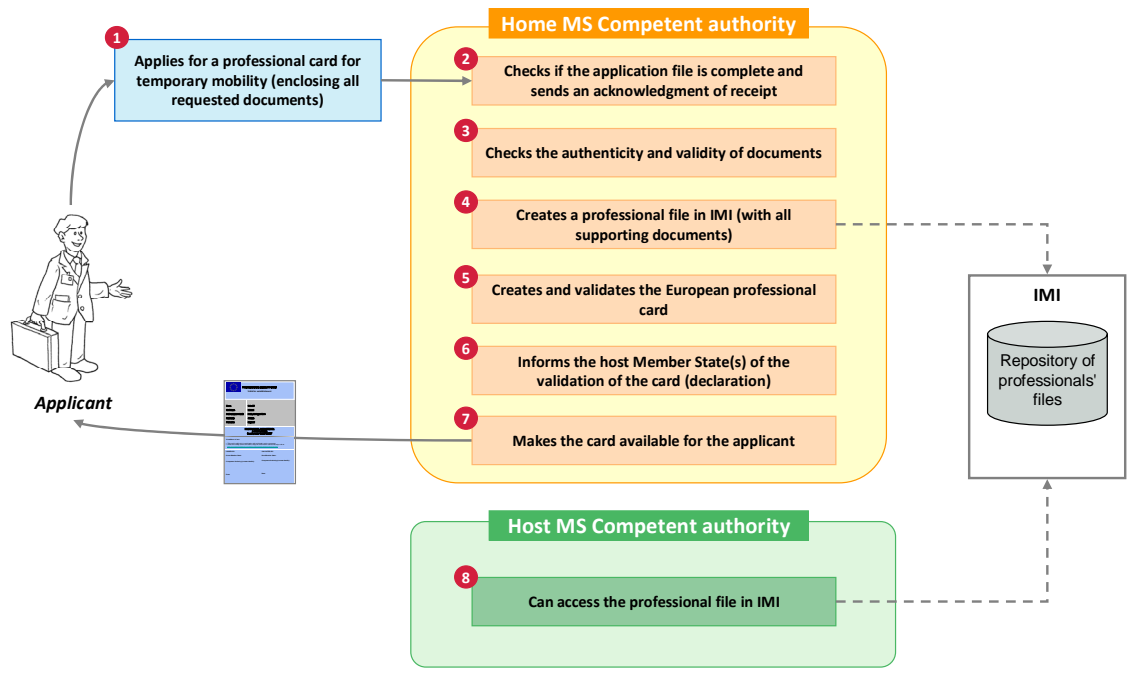 1
Applies for a professional card for
temporary mobility (enclosing all
requested documents)
Home MS Competent authority
2
Checks if the application file is complete and
sends an acknowledgment of receipt
3
Checks the authenticity and validity of documents
4
Creates a professional file in IMI (with all
supporting documents)
5
Creates and validates the European professional
card
6
Informs the host Member State(s) of the
validation of the card (declaration)
7
Makes the card available for the applicant
Applicant
IMI
Repository of
professionals'
files
Host MS Competent authority
8
Can access the professional file in IMI